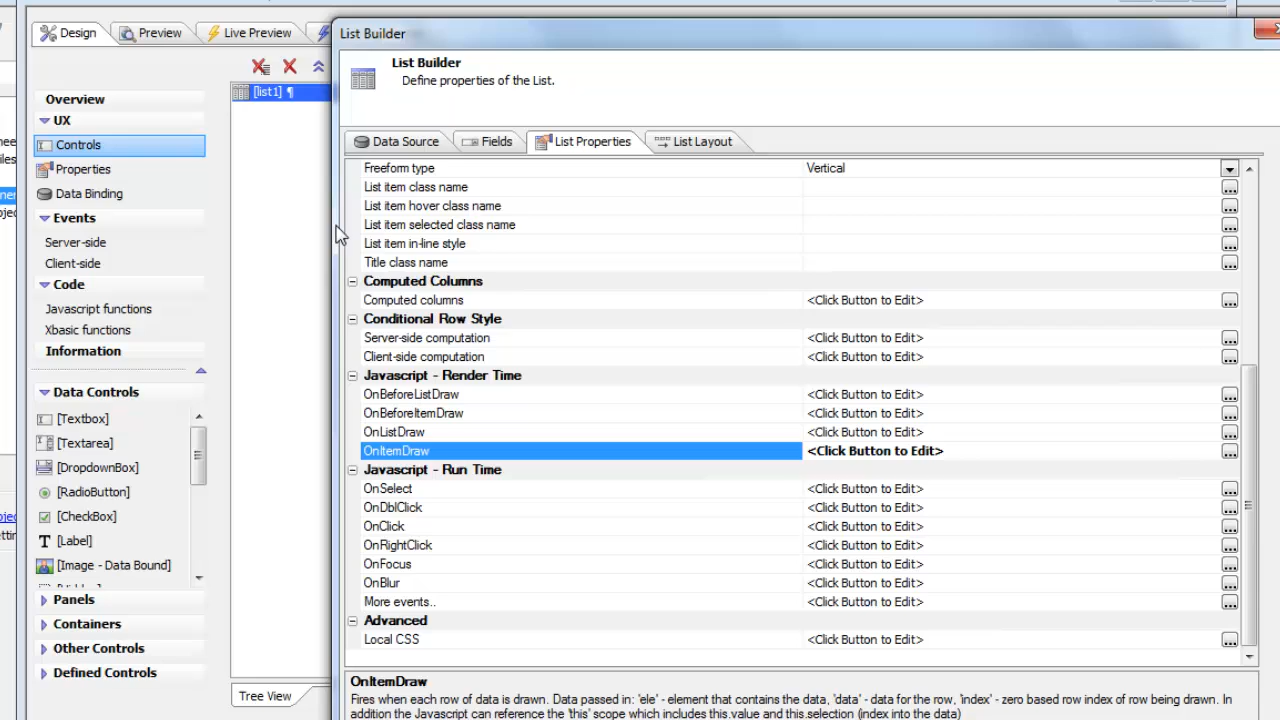 Design
Preview
Live Preview
List Builder
List Builder
Define properties of the List.
[list1] ¶
Overview
UX
Controls
Properties
Data Binding
Events
Server-side
Client-side
Code
Javascript functions
Xbasic functions
Information
Data Controls
[Textbox]
[Textarea]
[DropdownBox]
[RadioButton]
[CheckBox]
[Label]
[Image - Data Bound]
Panels
Containers
Other Controls
Defined Controls
Tree View
Data Source
Fields
List Properties
List Layout
Freeform type Vertical
List item class name
List item hover class name
List item selected class name
List item in-line style
Title class name
Computed Columns
Computed columns <Click Button to Edit>
Conditional Row Style
Server-side computation <Click Button to Edit>
Client-side computation <Click Button to Edit>
Javascript - Render Time
OnBeforeListDraw <Click Button to Edit>
OnBeforeItemDraw <Click Button to Edit>
OnListDraw <Click Button to Edit>
OnItemDraw <Click Button to Edit>
Javascript - Run Time
OnSelect <Click Button to Edit>
OnDblClick <Click Button to Edit>
OnClick <Click Button to Edit>
OnRightClick <Click Button to Edit>
OnFocus <Click Button to Edit>
OnBlur <Click Button to Edit>
More events.. <Click Button to Edit>
Advanced
Local CSS <Click Button to Edit>
OnItemDraw
Fires when each row of data is drawn. Data passed in: 'ele' - element that contains the data, 'data' - data for the row, 'index' - zero based row index of row being drawn. In
addition the Javascript can reference the 'this' scope which includes this.value and this.selection (index into the data)